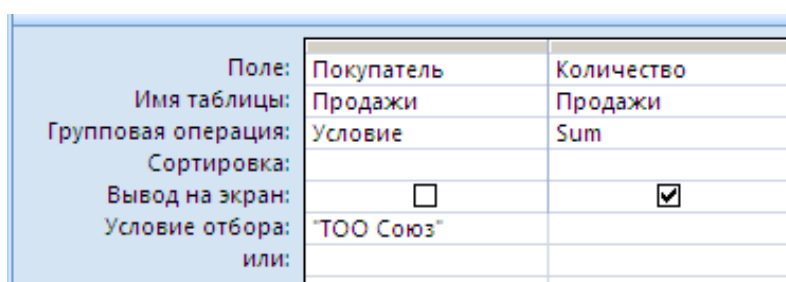 Поле: Покупатель Количество
Имя таблицы: Продажи Продажи
Групповая операция: Условие Sum
Сортировка:
Вывод на экран:
Условие отбора: "ТОО Союз"
или: